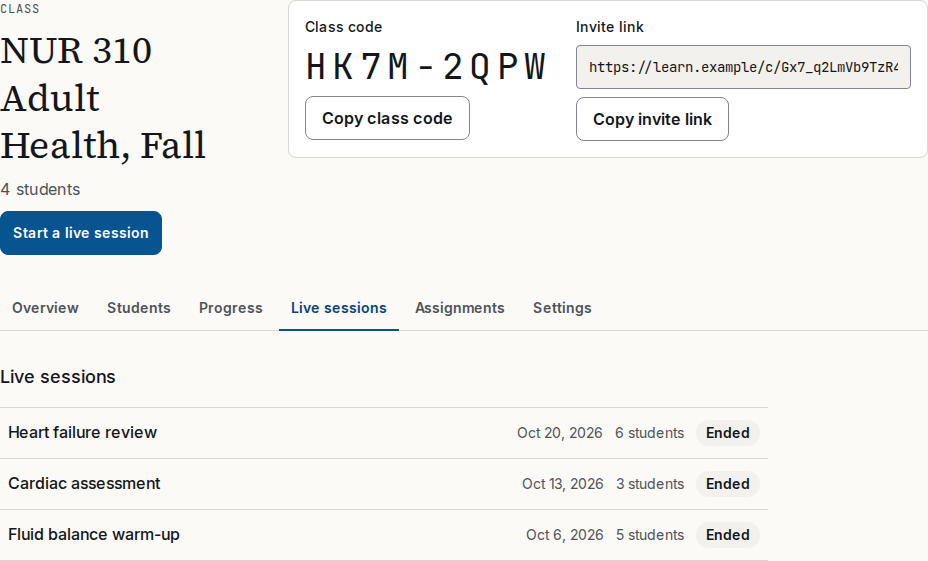 CLASS
NUR 310
Adult
Health, Fall
4 students
Start a live session
Class code
HK7M-2QPW
Copy class code
Invite link
https://learn.example/c/Gx7_q2LmVb9TzR4
Copy invite link
Overview Students Progress Live sessions Assignments Settings
Live sessions
Heart failure review Oct 20, 2026 6 students Ended
Cardiac assessment Oct 13, 2026 3 students Ended
Fluid balance warm-up Oct 6, 2026 5 students Ended